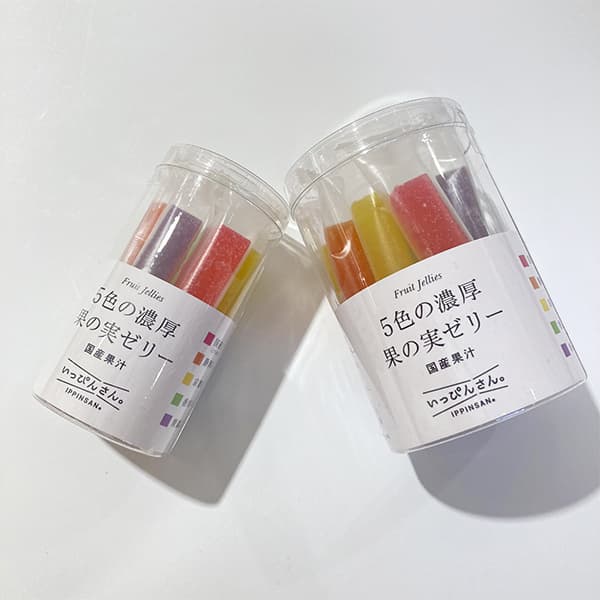 Fruit Jellies
5色の濃厚
果の実ゼリー
国産果汁
いっぴんさん。
IPPINSAN®
Fruit Jellies
5色の濃厚
果の実ゼリー
国産果汁
いっぴんさん。
IPPINSAN®